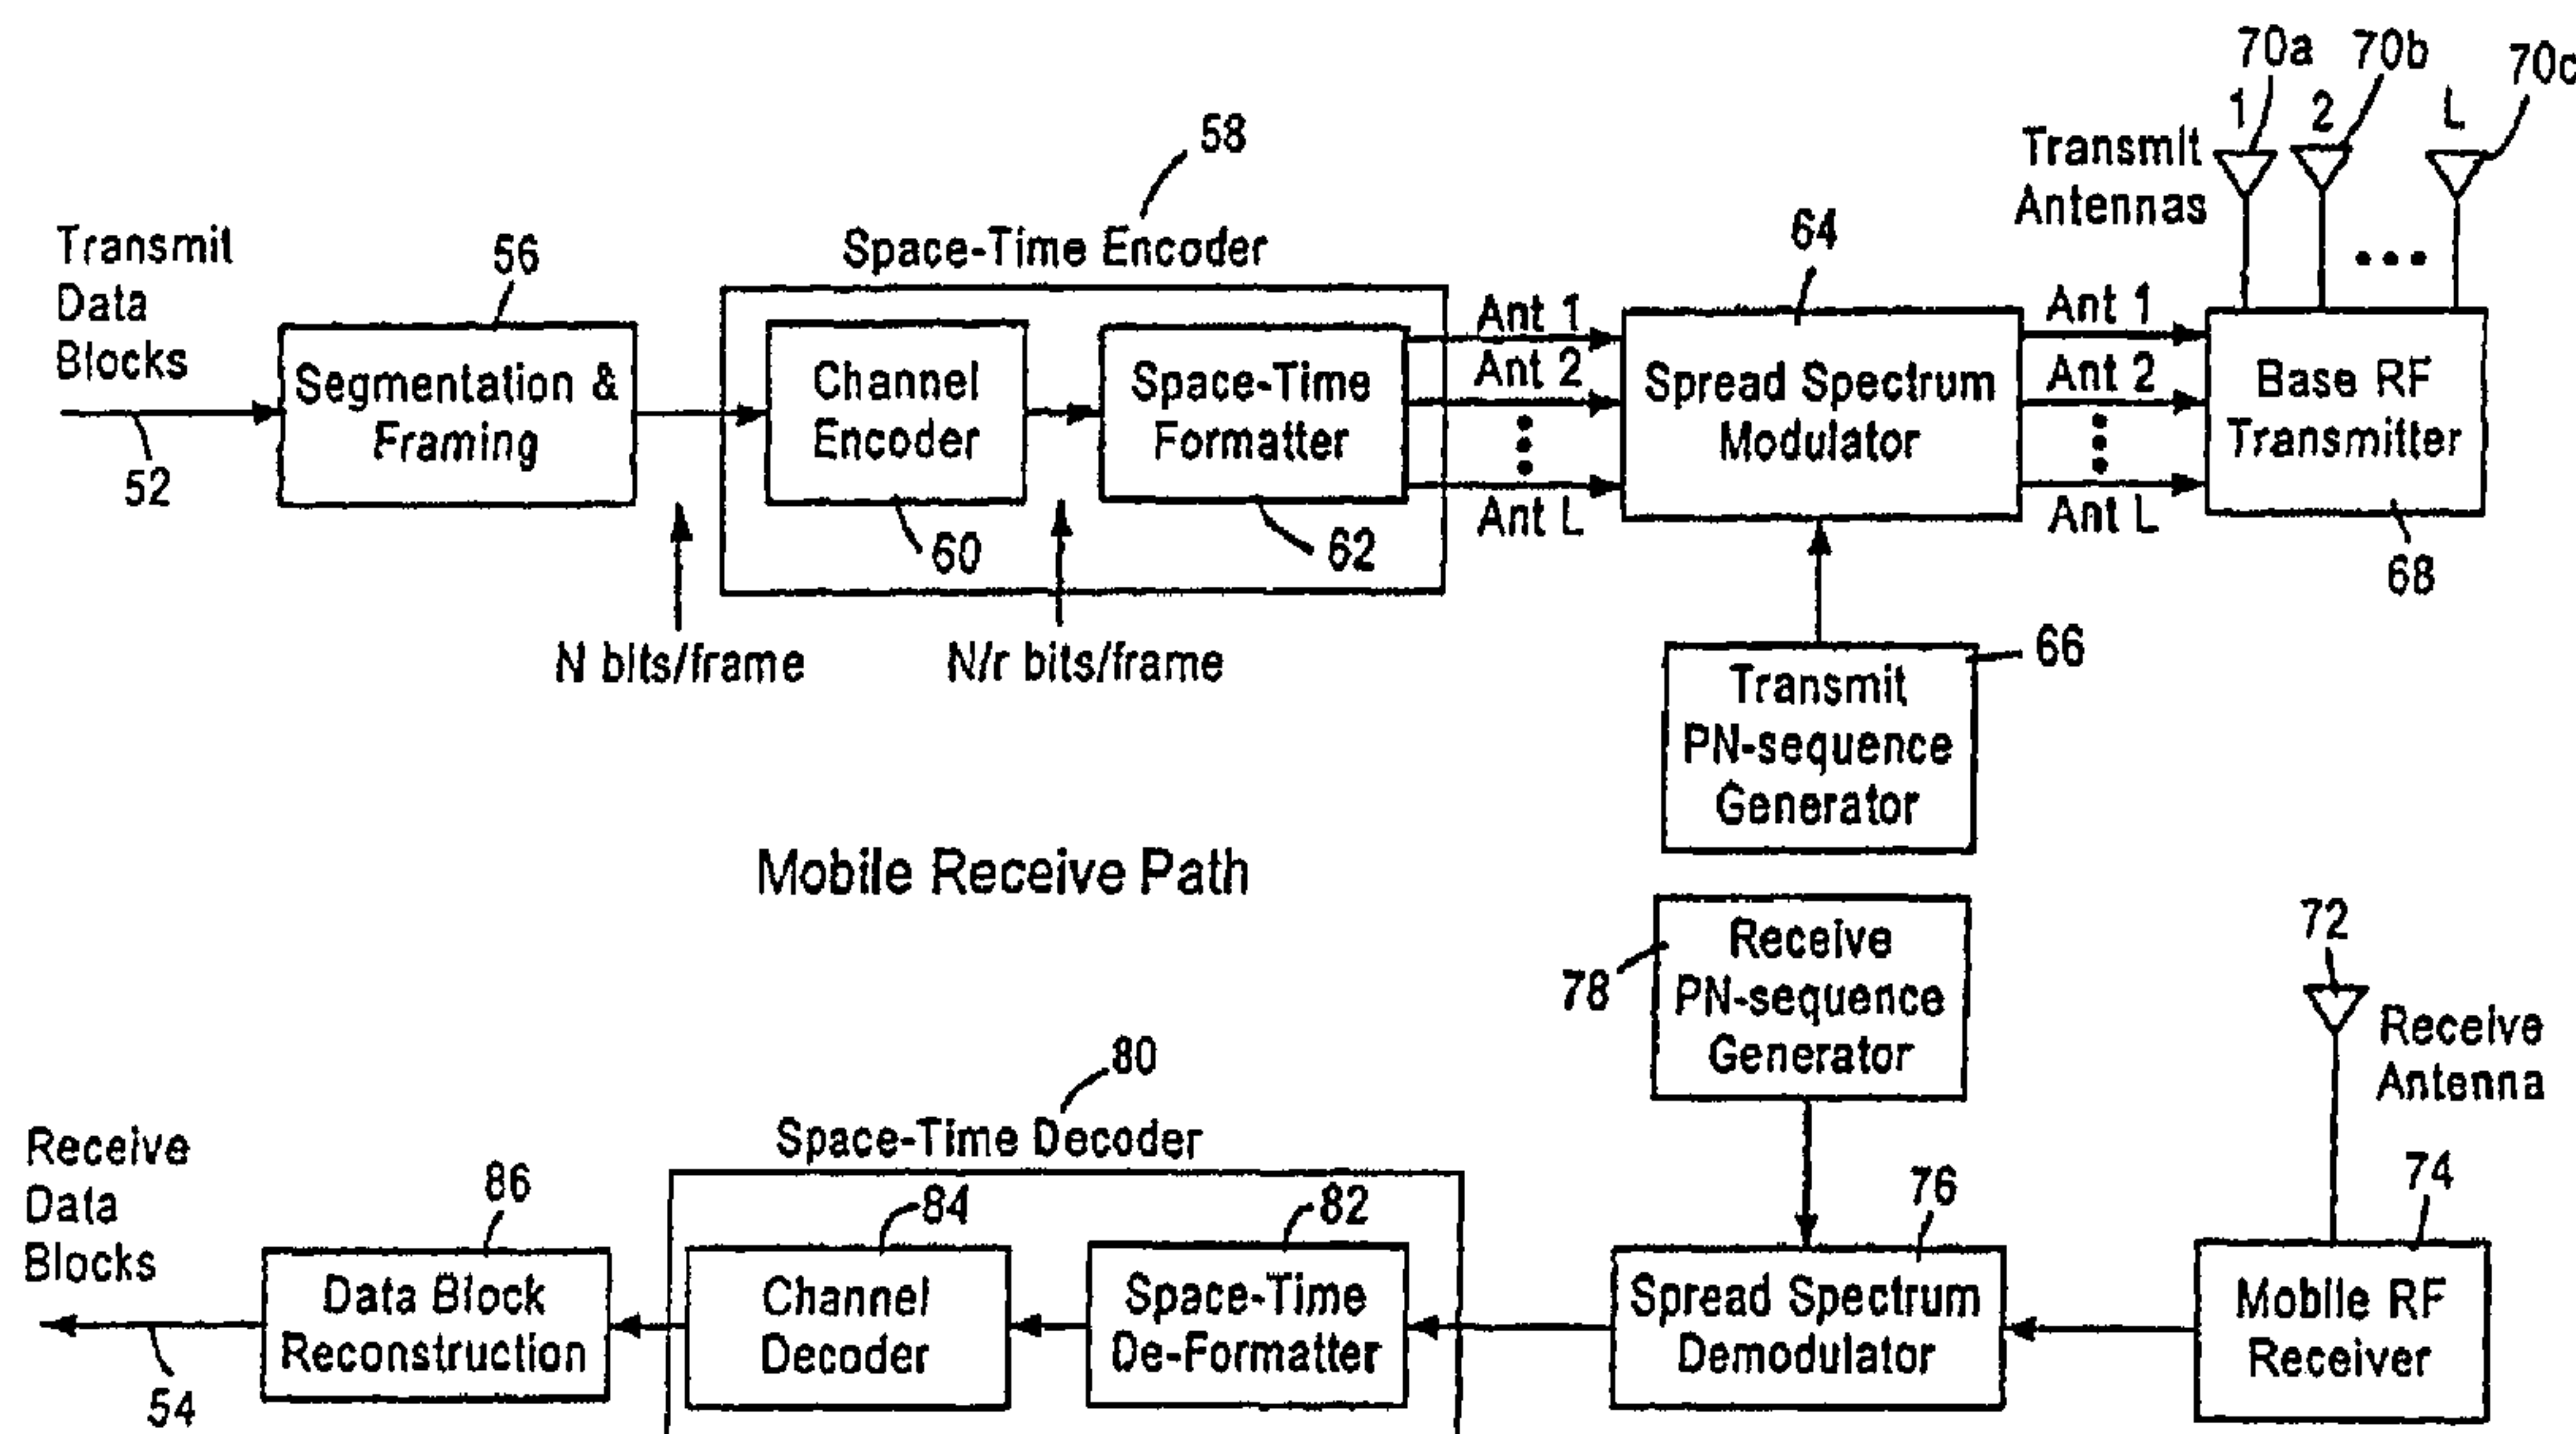 70a
70b
70c
1
2
L
Transmit
Antennas
58
Space-Time Encoder
Transmit
Data
Blocks
52
56
Segmentation &
Framing
Channel
Encoder
60
Space-Time
Formatter
62
Ant 1
Ant 2
Ant L
64
Spread Spectrum
Modulator
Ant 1
Ant 2
Ant L
Base RF
Transmitter
68
N bits/frame
N/r bits/frame
66
Transmit
PN-sequence
Generator
Mobile Receive Path
78
Receive
PN-sequence
Generator
72
Receive
Antenna
80
Space-Time Decoder
Receive
Data
Blocks
54
86
Data Block
Reconstruction
84
Channel
Decoder
82
Space-Time
De-Formatter
76
Spread Spectrum
Demodulator
74
Mobile RF
Receiver